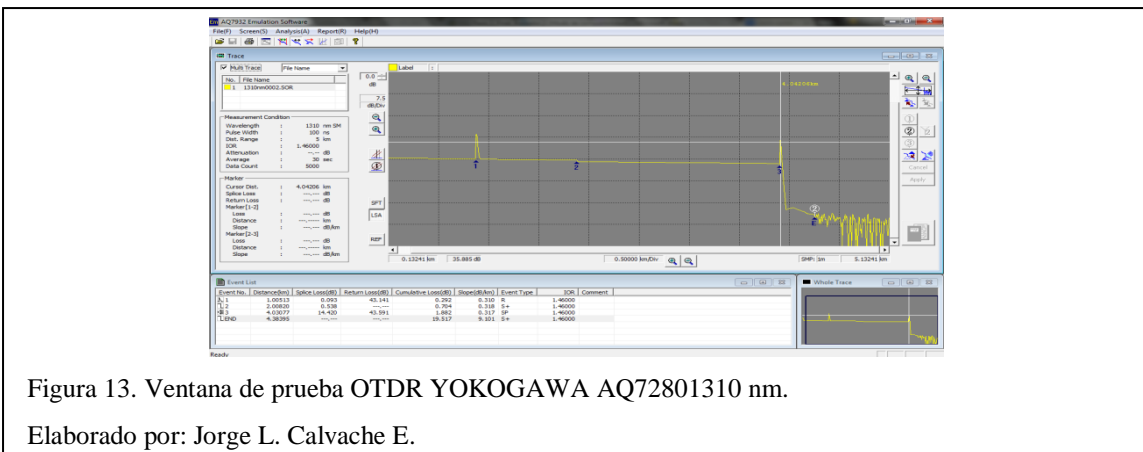 AQ7932 Emulation Software
File(F) Screen(S) Analysis(A) Report(R) Help(H)
Trace
Multi Trace File Name
No. File Name
1 1310nm0002.SOR
0.0
dB
7.5
dB/Div
Label
4.04206km
Measurement Condition
Wavelength : 1310 nm SM
Pulse Width : 100 ns
Dist. Range : 5 km
IOR : 1.46000
Attenuation : --.-- dB
Average : 30 sec
Data Count : 5000
Marker
Cursor Dist. : 4.04206 km
Splice Loss : ---.--- dB
Return Loss : ---.--- dB
Marker[1-2]
Loss : ---.--- dB
Distance : ---.----- km
Slope : ---.--- dB/km
Marker[2-3]
Loss : ---.--- dB
Distance : ---.----- km
Slope : ---.--- dB/km
SFT
LSA
REF
1 2 3 2 E
1
2
3
Cancel
Apply
0.13241 km 35.885 dB 0.50000 km/Div SMP: 1m 5.13241 km
Event List
Event No. Distance(km) Splice Loss(dB) Return Loss(dB) Cumulative Loss(dB) Slope(dB/km) Event Type IOR Comment
1 1.00513 0.093 43.141 0.292 0.310 R 1.46000
2 2.00820 0.538 ---.--- 0.704 0.318 S+ 1.46000
3 4.03077 14.420 43.591 1.882 0.317 SP 1.46000
END 4.38395 ---.--- ---.--- 19.517 9.101 S+ 1.46000
Whole Trace
Ready
Figura 13. Ventana de prueba OTDR YOKOGAWA AQ72801310 nm.
Elaborado por: Jorge L. Calvache E.